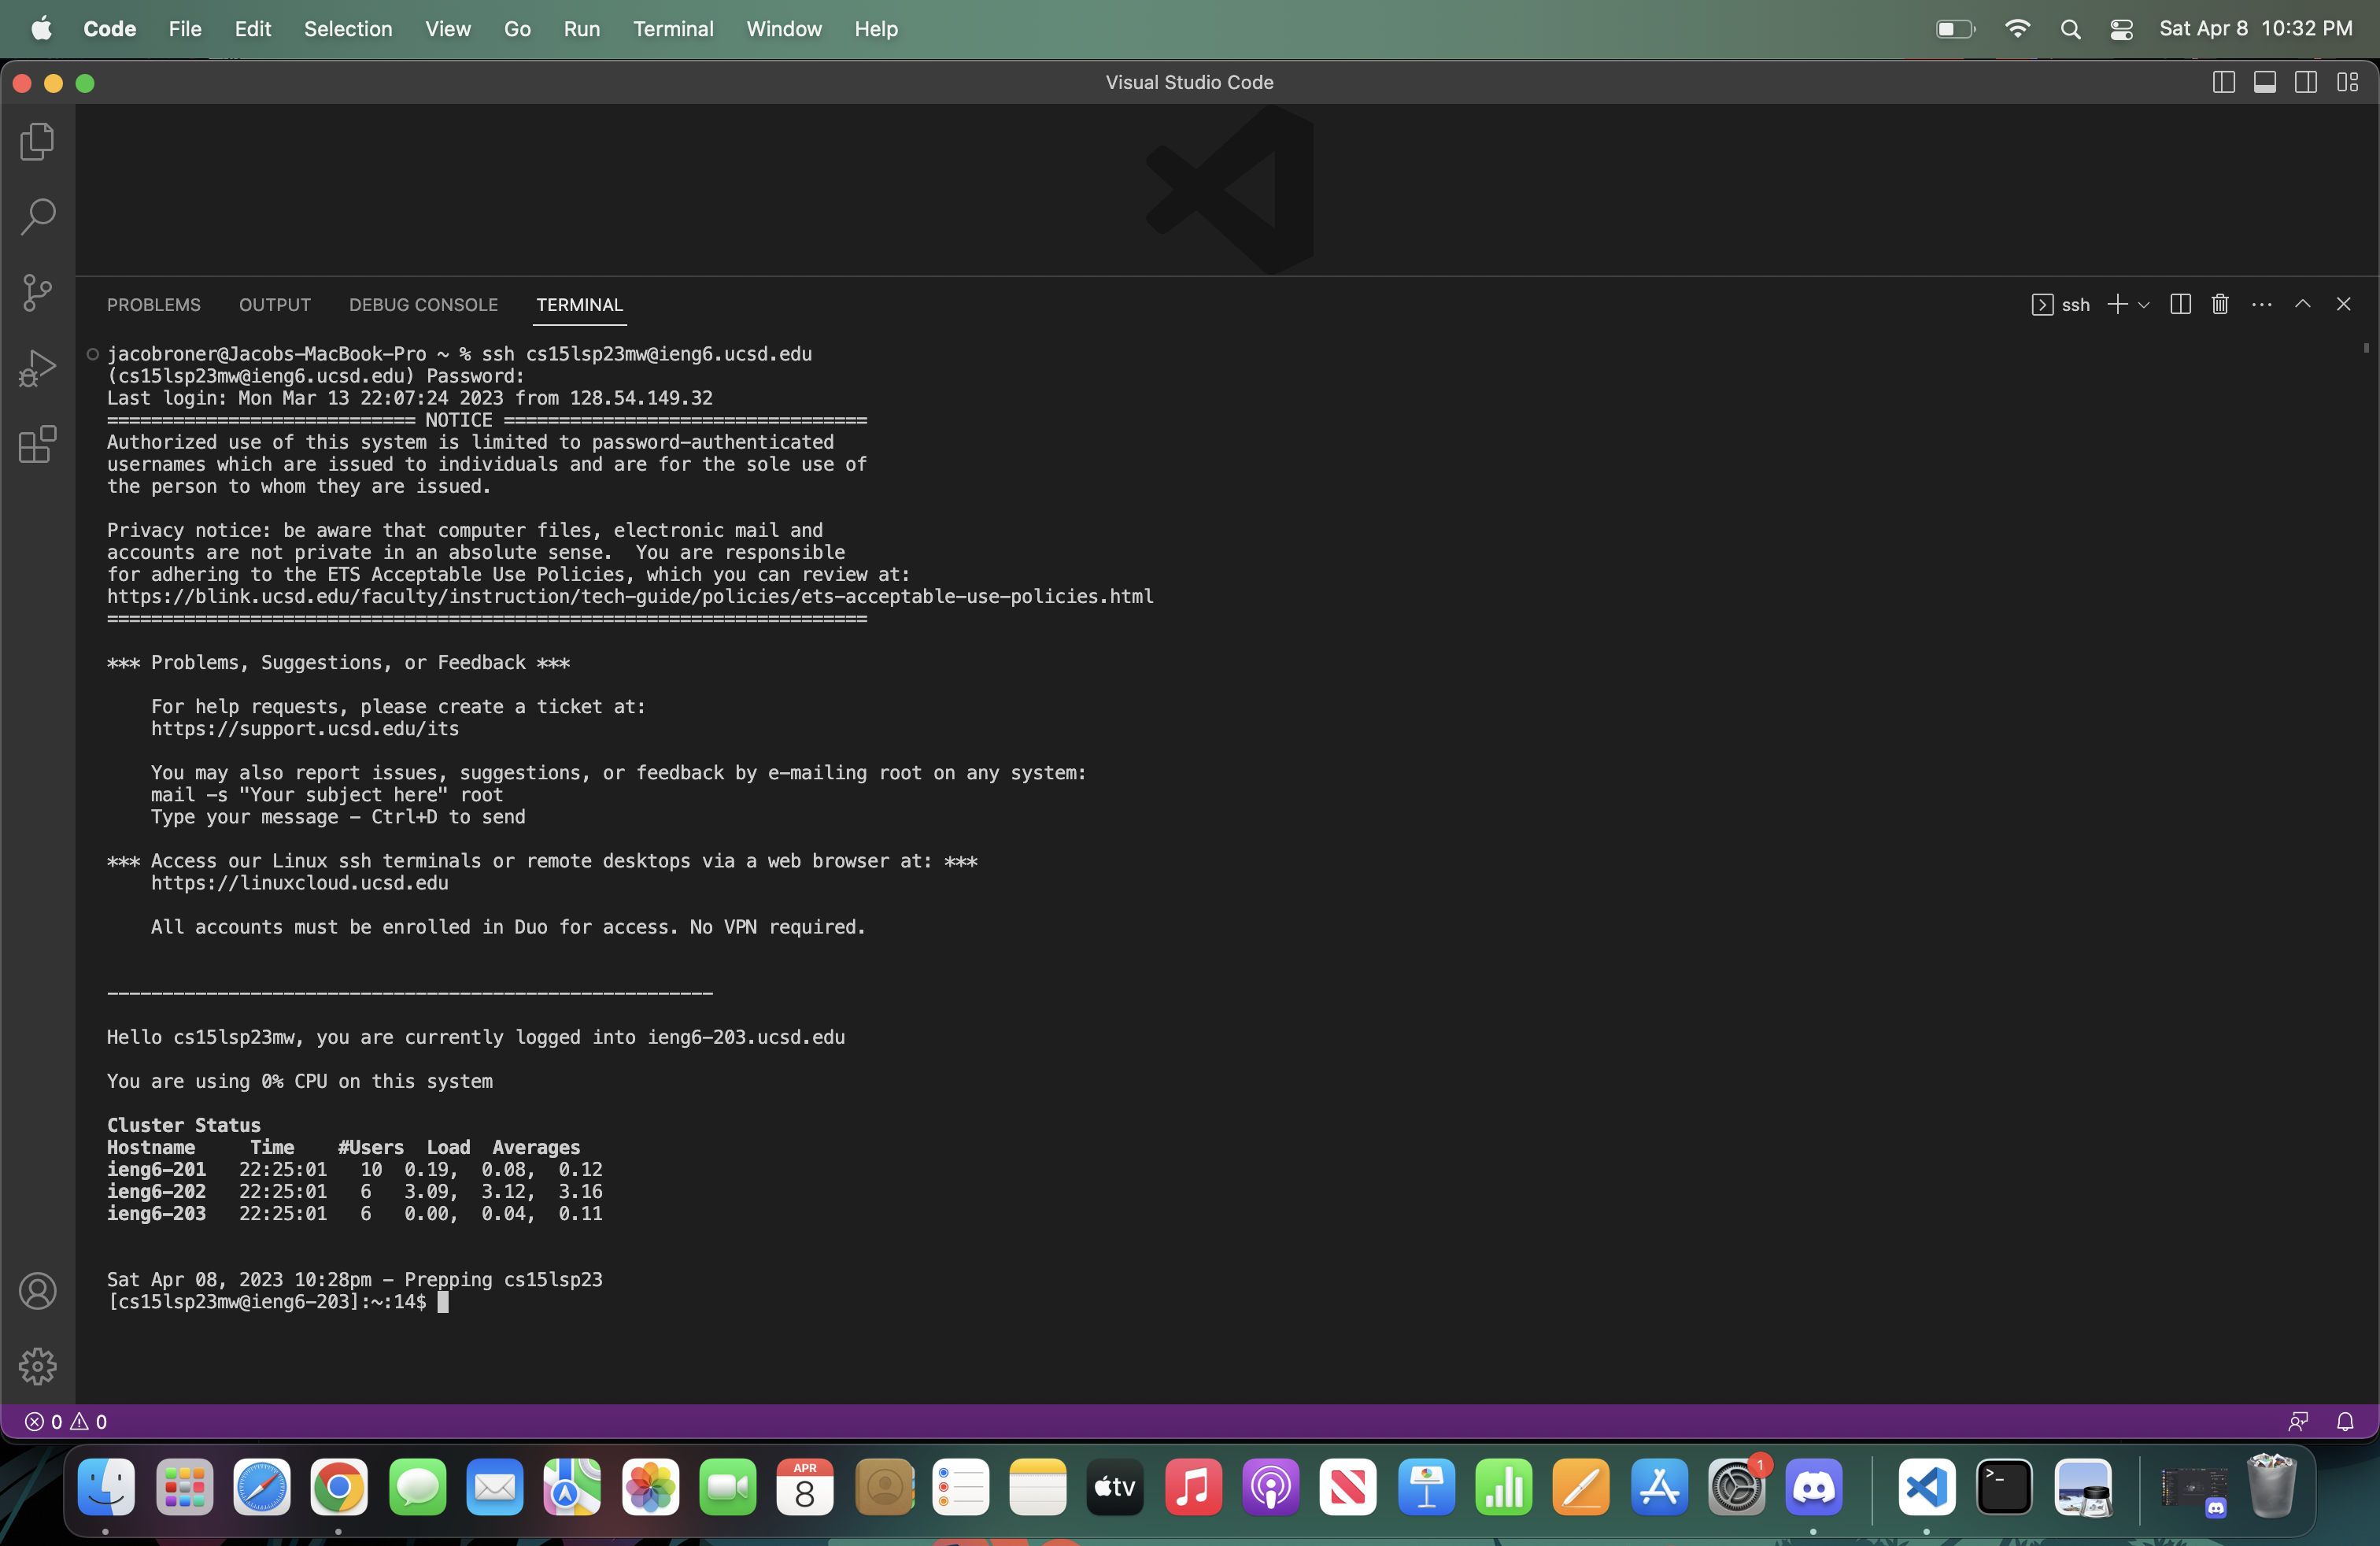 Code File Edit Selection View Go Run Terminal Window Help Sat Apr 8 10:32 PM
Visual Studio Code
PROBLEMS OUTPUT DEBUG CONSOLE TERMINAL ssh
jacobroner@Jacobs-MacBook-Pro ~ % ssh cs15lsp23mw@ieng6.ucsd.edu
(cs15lsp23mw@ieng6.ucsd.edu) Password:
Last login: Mon Mar 13 22:07:24 2023 from 128.54.149.32
============================ NOTICE =================================
Authorized use of this system is limited to password-authenticated
usernames which are issued to individuals and are for the sole use of
the person to whom they are issued.
Privacy notice: be aware that computer files, electronic mail and
accounts are not private in an absolute sense.  You are responsible
for adhering to the ETS Acceptable Use Policies, which you can review at:
https://blink.ucsd.edu/faculty/instruction/tech-guide/policies/ets-acceptable-use-policies.html
=====================================================================
*** Problems, Suggestions, or Feedback ***
For help requests, please create a ticket at:
https://support.ucsd.edu/its
You may also report issues, suggestions, or feedback by e-mailing root on any system:
mail -s "Your subject here" root
Type your message - Ctrl+D to send
*** Access our Linux ssh terminals or remote desktops via a web browser at: ***
https://linuxcloud.ucsd.edu
All accounts must be enrolled in Duo for access. No VPN required.
-------------------------------------------------------
Hello cs15lsp23mw, you are currently logged into ieng6-203.ucsd.edu
You are using 0% CPU on this system
Cluster Status
Hostname     Time    #Users  Load  Averages
ieng6-201   22:25:01   10  0.19,  0.08,  0.12
ieng6-202   22:25:01   6   3.09,  3.12,  3.16
ieng6-203   22:25:01   6   0.00,  0.04,  0.11
Sat Apr 08, 2023 10:28pm - Prepping cs15lsp23
[cs15lsp23mw@ieng6-203]:~:14$
0 0
APR
8
tv
1
>_